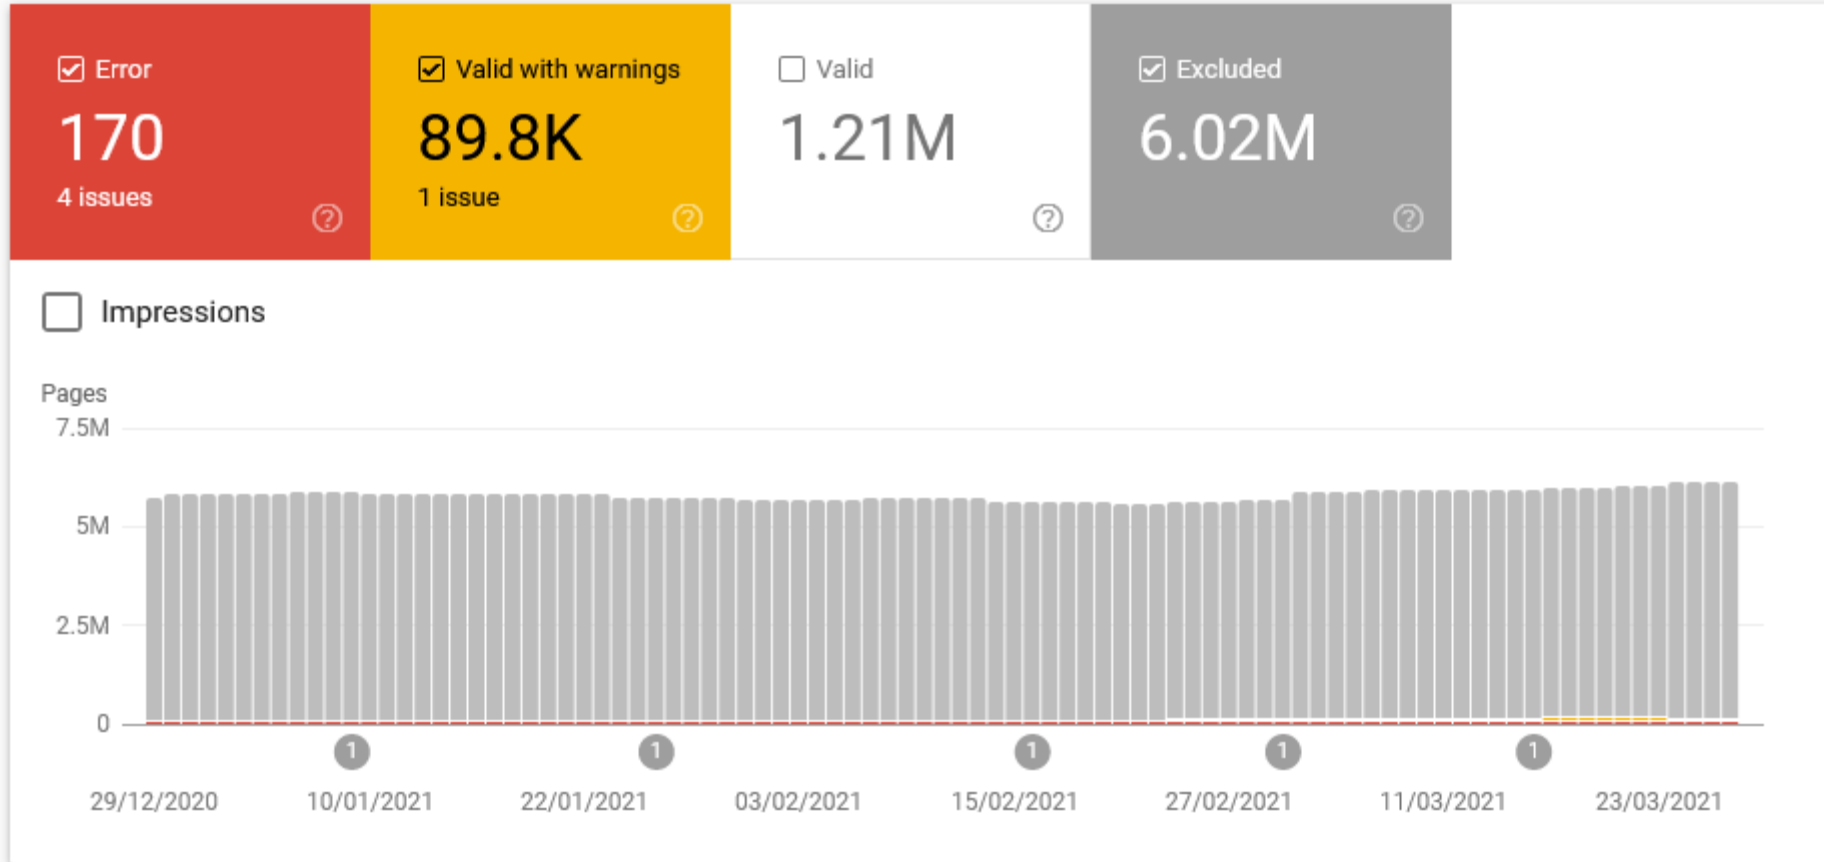 Error
170
4 issues
Valid with warnings
89.8K
1 issue
Valid
1.21M
Excluded
6.02M
Impressions
Pages
7.5M
5M
2.5M
0
1 1 1 1 1
29/12/2020 10/01/2021 22/01/2021 03/02/2021 15/02/2021 27/02/2021 11/03/2021 23/03/2021